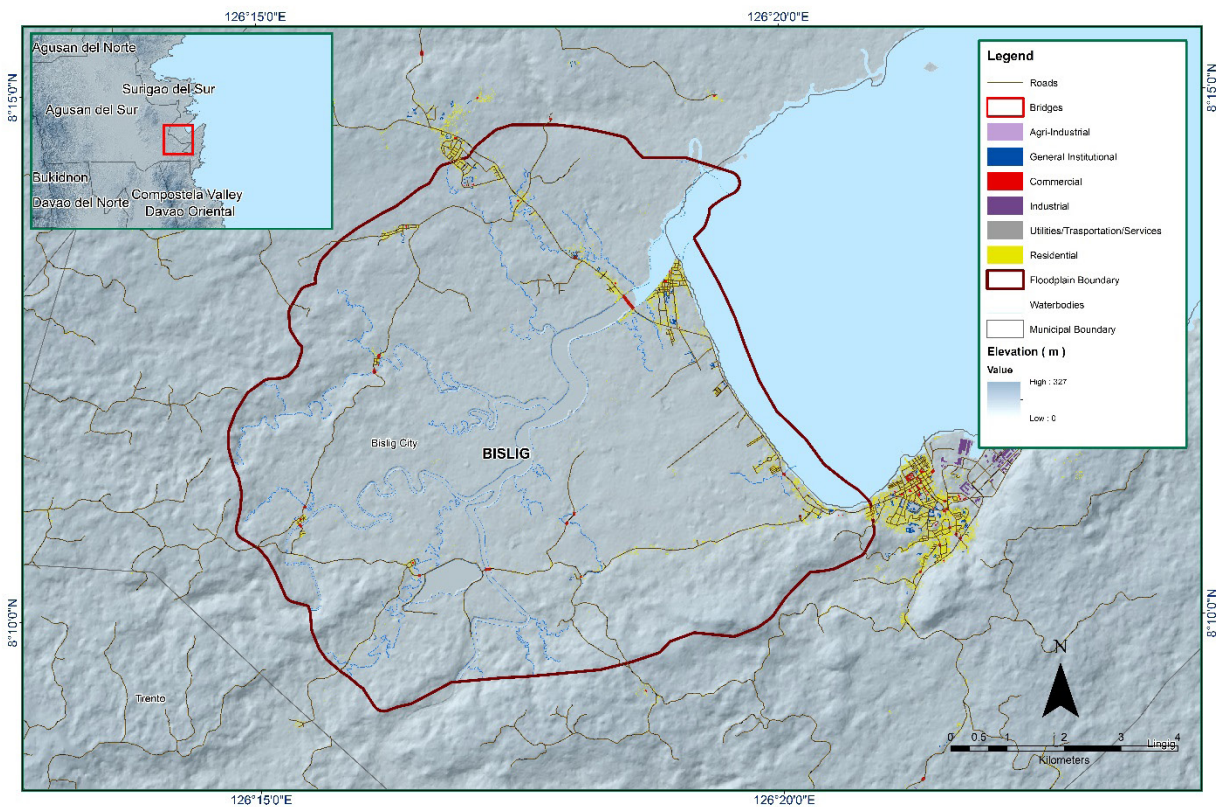 126°15'0"E
126°20'0"E
8°15'0"N
8°15'0"N
Agusan del Norte
Surigao del Sur
Agusan del Sur
Bukidnon
Davao del Norte
Compostela Valley
Davao Oriental
Legend
Roads
Bridges
Agri-Industrial
General Institutional
Commercial
Industrial
Utilities/Trasportation/Services
Residential
Floodplain Boundary
Waterbodies
Municipal Boundary
Elevation ( m )
Value
High : 327
Low : 0
Bislig City
BISLIG
8°10'0"N
8°10'0"N
Trento
N
0 0.5 1 2 3 4
Kilometers
Lingig
126°15'0"E
126°20'0"E